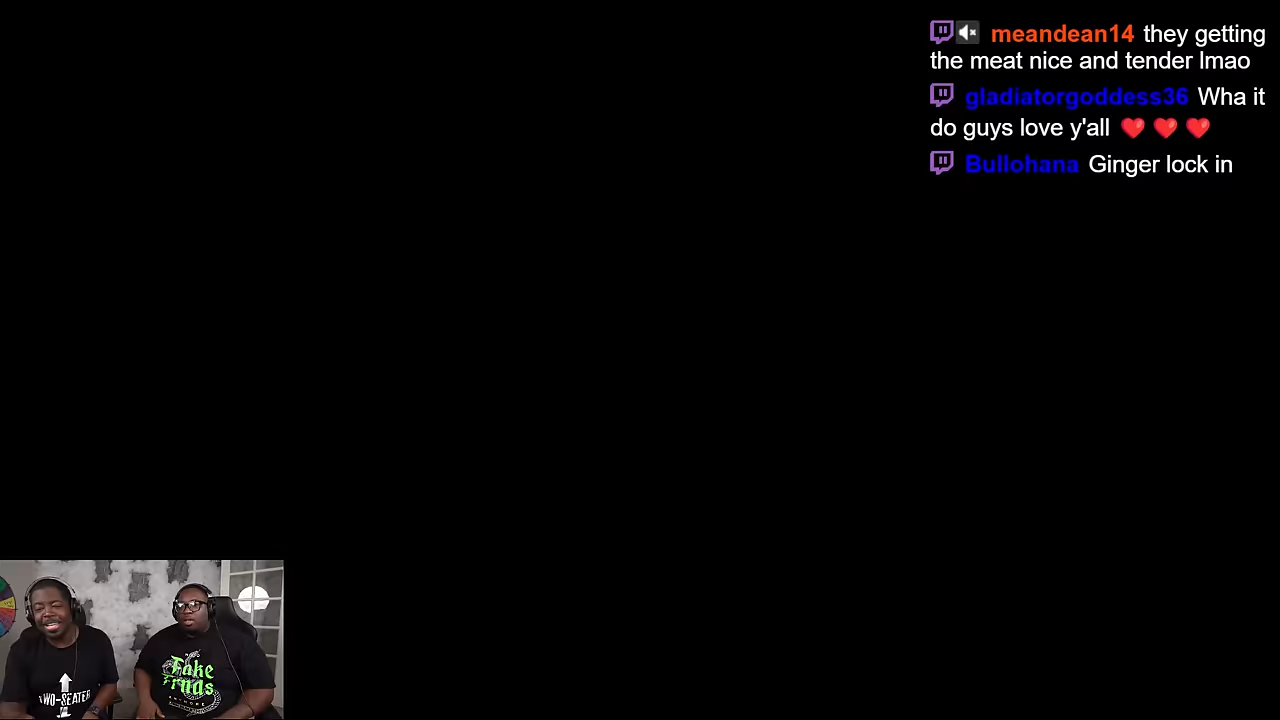 meandean14 they getting
the meat nice and tender lmao
gladiatorgoddess36 Wha it
do guys love y'all ❤️ ❤️ ❤️
Bullohana Ginger lock in
TWO-SEATER
Fake
Frnds